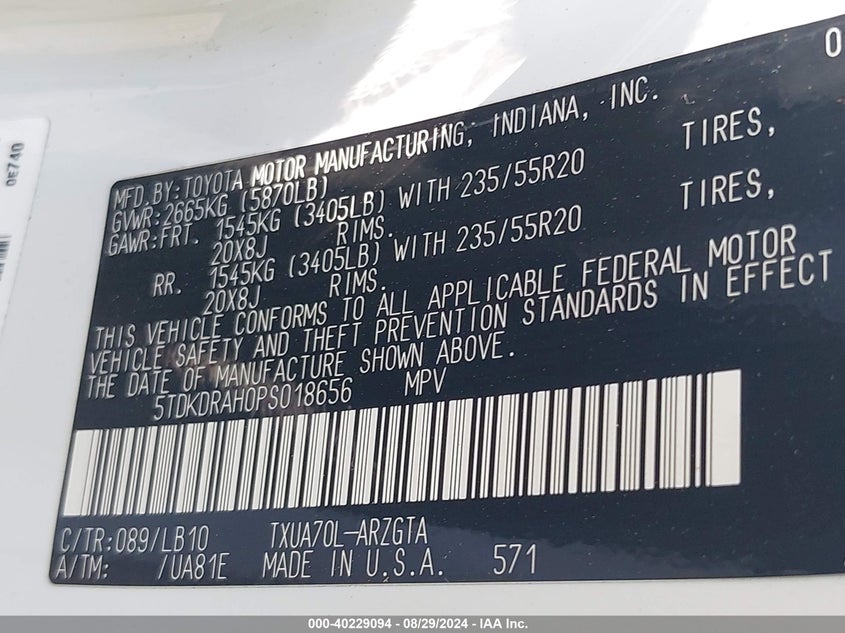 0
0E740
MFD.BY:TOYOTA MOTOR MANUFACTURING, INDIANA, INC.
GVWR:2665KG (5870LB)
GAWR:FRT. 1545KG (3405LB) WITH 235/55R20 TIRES,
20X8J RIMS.
RR. 1545KG (3405LB) WITH 235/55R20 TIRES,
20X8J RIMS.
THIS VEHICLE CONFORMS TO ALL APPLICABLE FEDERAL MOTOR
VEHICLE SAFETY AND THEFT PREVENTION STANDARDS IN EFFECT
THE DATE OF MANUFACTURE SHOWN ABOVE.
5TDKDRAH0PS018656 MPV
C/TR:089/LB10 TXUA70L-ARZGTA
A/TM: /UA81E MADE IN U.S.A. 571
000-40229094 - 08/29/2024 - IAA Inc.